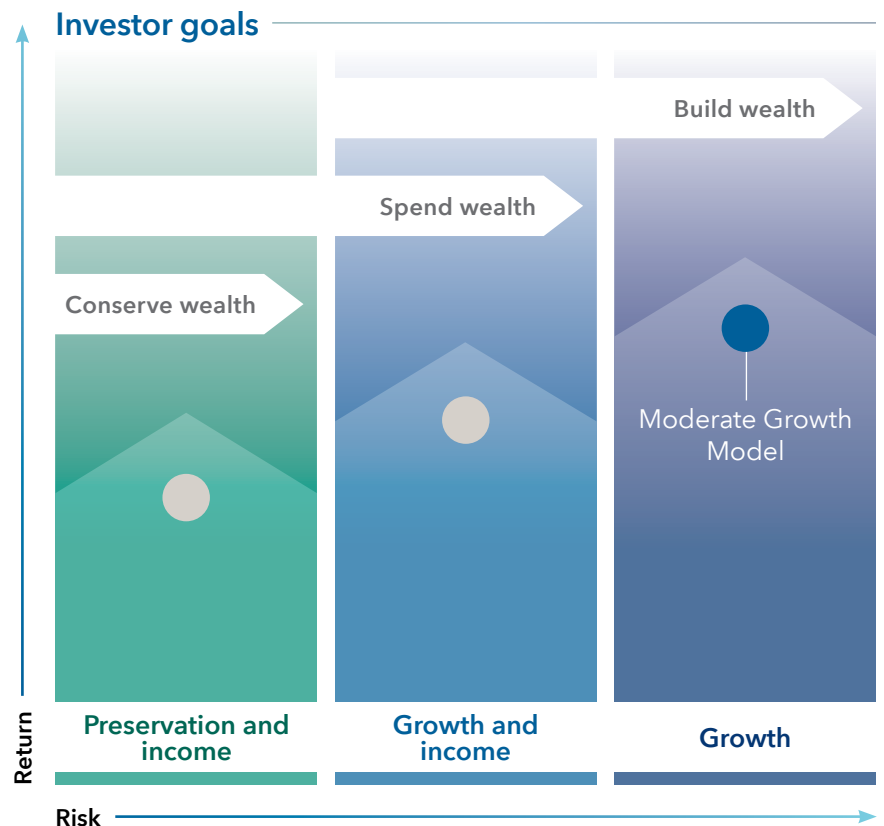 Investor goals
Build wealth
Spend wealth
Conserve wealth
Moderate Growth
Model
Return
Preservation and
income
Growth and
income
Growth
Risk